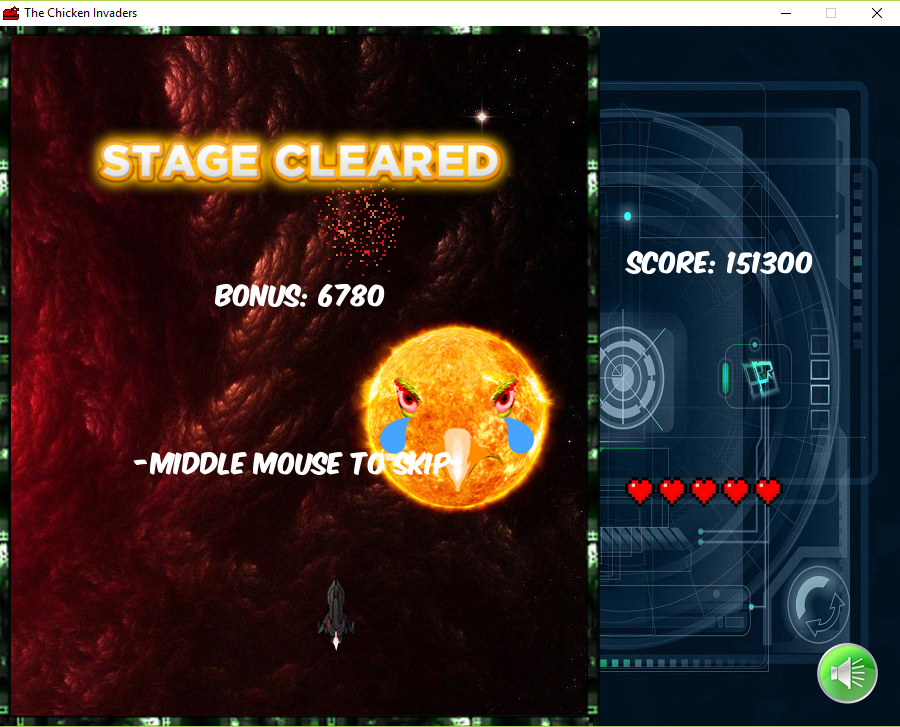 The Chicken Invaders
STAGE CLEARED
BONUS: 6780
SCORE: 151300
-MIDDLE MOUSE TO SKIP-